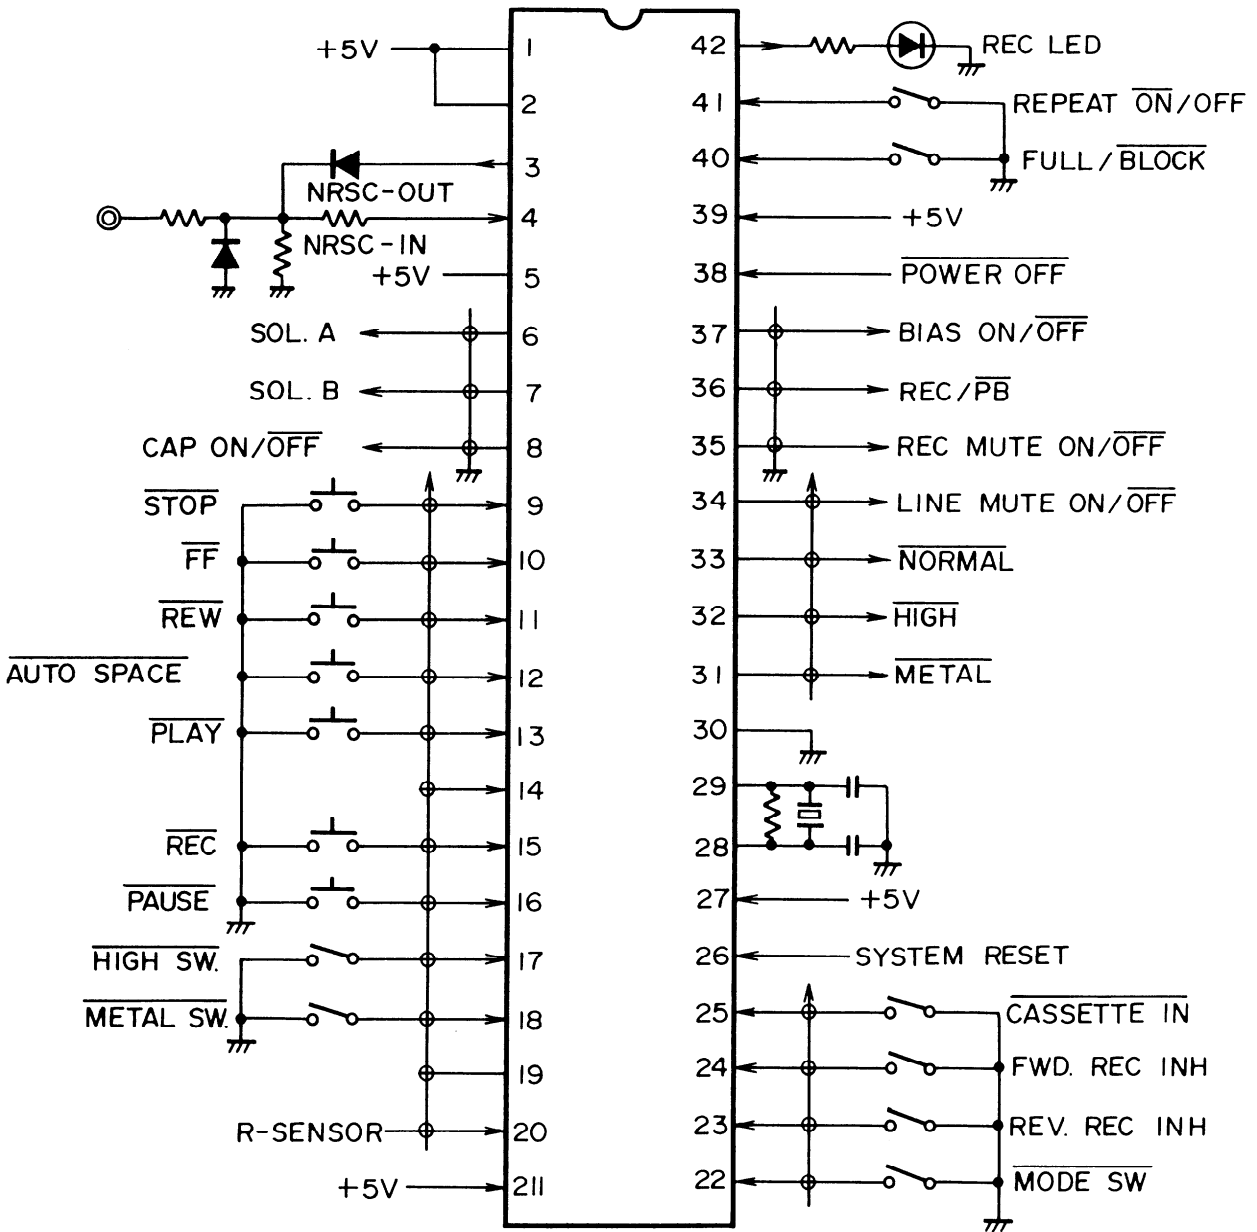 +5V 1 42 REC LED
2 41 REPEAT ON/OFF
3 40 FULL/BLOCK
NRSC-OUT
4 39 +5V
NRSC-IN
+5V 5 38 POWER OFF
SOL. A 6 37 BIAS ON/OFF
SOL. B 7 36 REC/PB
CAP ON/OFF 8 35 REC MUTE ON/OFF
STOP 9 34 LINE MUTE ON/OFF
FF 10 33 NORMAL
REW 11 32 HIGH
AUTO SPACE 12 31 METAL
PLAY 13 30
14 29
REC 15 28
PAUSE 16 27 +5V
HIGH SW. 17 26 SYSTEM RESET
METAL SW. 18 25 CASSETTE IN
19 24 FWD. REC INH
R-SENSOR 20 23 REV. REC INH
+5V 211 22 MODE SW